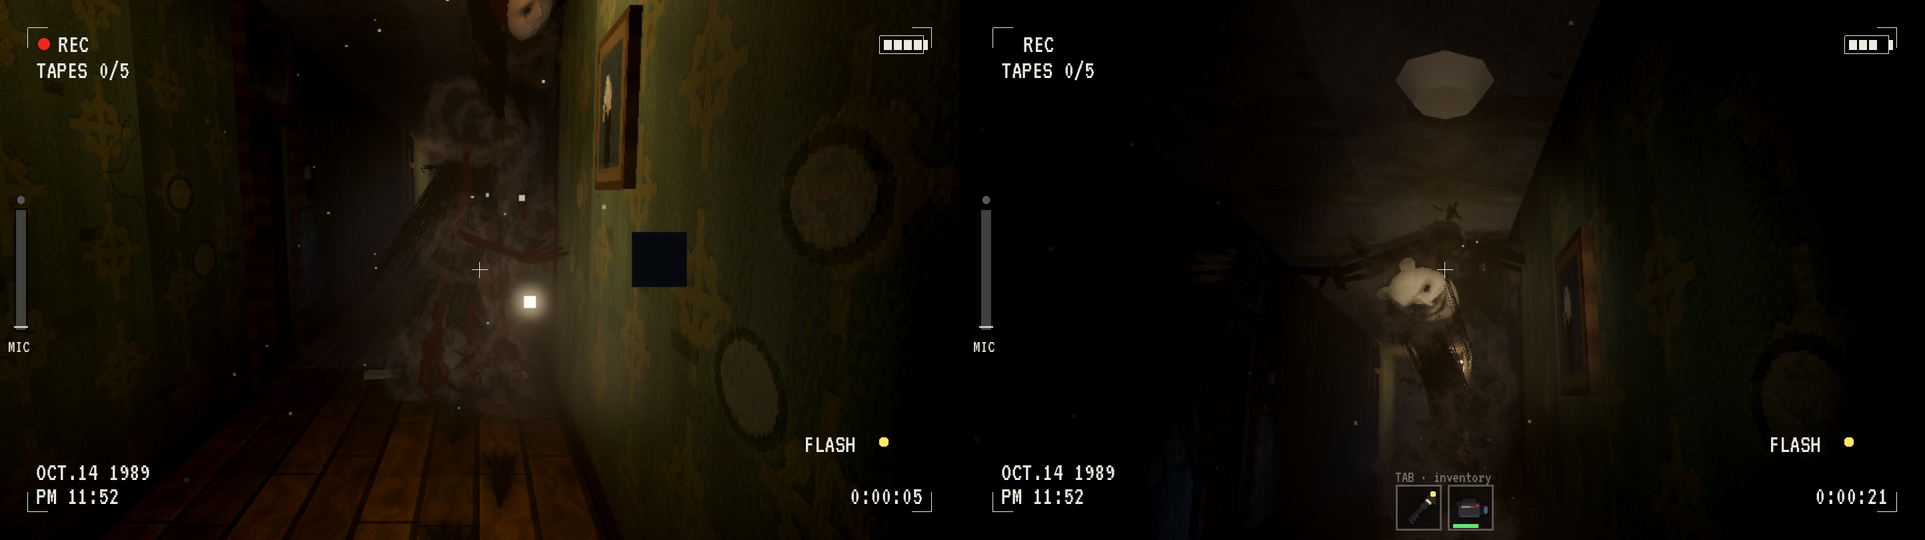 REC
TAPES 0/5
MIC
FLASH
OCT.14 1989
PM 11:52
0:00:05
REC
TAPES 0/5
MIC
FLASH
TAB · inventory
OCT.14 1989
PM 11:52
0:00:21